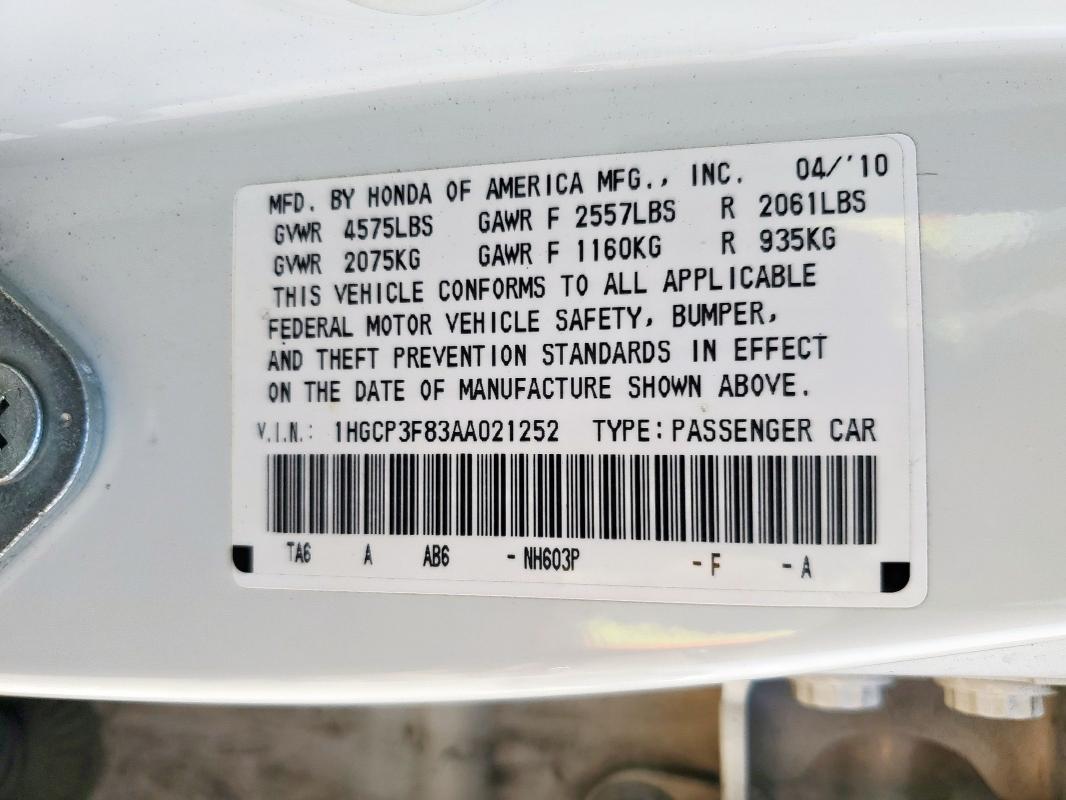 MFD. BY HONDA OF AMERICA MFG., INC. 04/'10
GVWR 4575LBS GAWR F 2557LBS R 2061LBS
GVWR 2075KG GAWR F 1160KG R 935KG
THIS VEHICLE CONFORMS TO ALL APPLICABLE
FEDERAL MOTOR VEHICLE SAFETY, BUMPER,
AND THEFT PREVENTION STANDARDS IN EFFECT
ON THE DATE OF MANUFACTURE SHOWN ABOVE.
V.I.N.: 1HGCP3F83AA021252 TYPE: PASSENGER CAR
TA6 A AB6 - NH603P - F - A